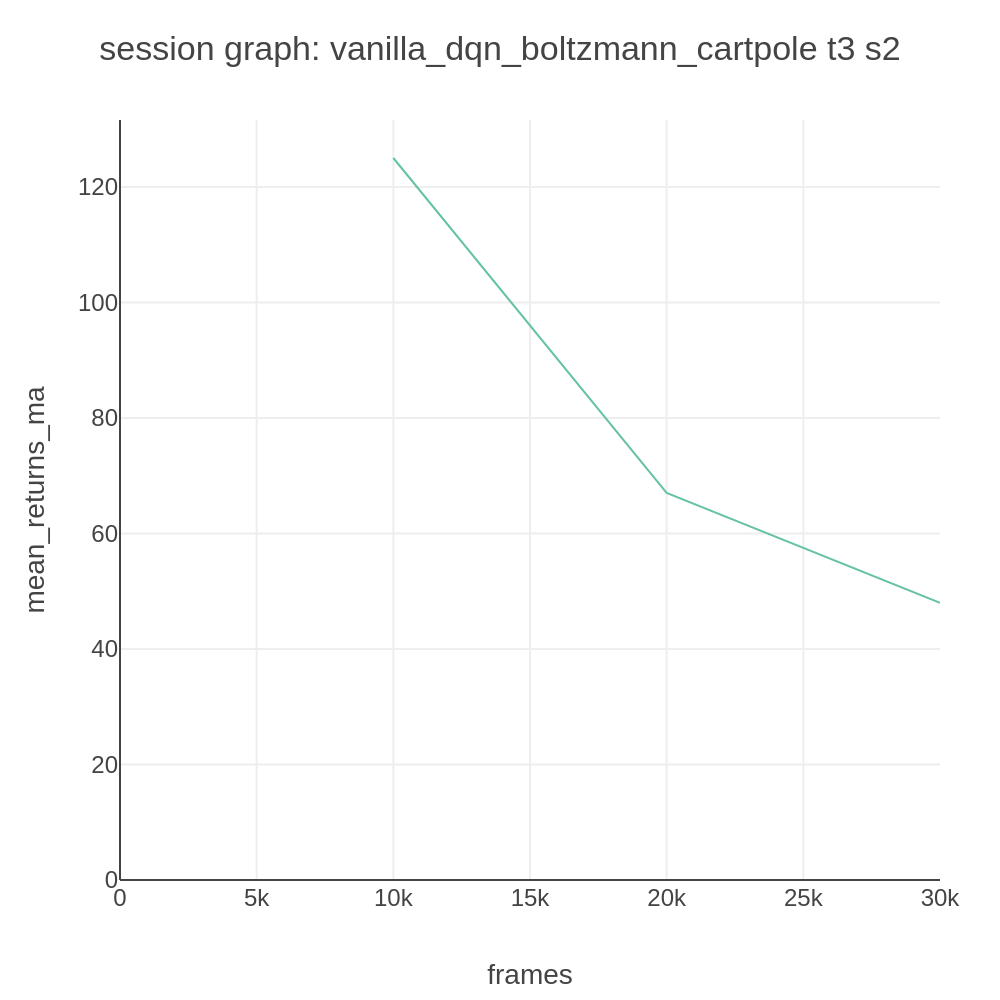 session graph: vanilla_dqn_boltzmann_cartpole t3 s2
mean_returns_ma
120
100
80
60
40
20
0
0 5k 10k 15k 20k 25k 30k
frames